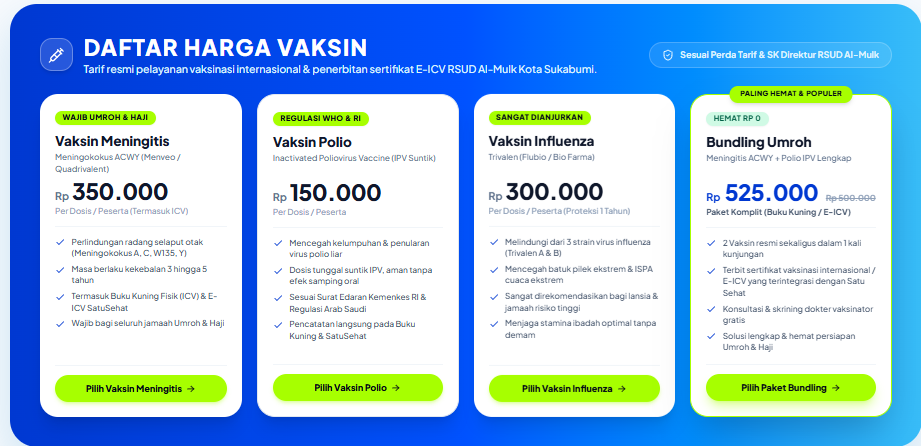 DAFTAR HARGA VAKSIN
Tarif resmi pelayanan vaksinasi internasional & penerbitan sertifikat E-ICV RSUD Al-Mulk Kota Sukabumi.
Sesuai Perda Tarif & SK Direktur RSUD Al-Mulk
WAJIB UMROH & HAJI
Vaksin Meningitis
Meningokokus ACWY (Menveo /
Quadrivalent)
Rp 350.000
Per Dosis / Peserta (Termasuk ICV)
Perlindungan radang selaput otak
(Meningokokus A, C, W135, Y)
Masa berlaku kekebalan 3 hingga 5
tahun
Termasuk Buku Kuning Fisik (ICV) & E-
ICV SatuSehat
Wajib bagi seluruh jamaah Umroh & Haji
Pilih Vaksin Meningitis →
REGULASI WHO & RI
Vaksin Polio
Inactivated Poliovirus Vaccine (IPV Suntik)
Rp 150.000
Per Dosis / Peserta
Mencegah kelumpuhan & penularan
virus polio liar
Dosis tunggal suntik IPV, aman tanpa
efek samping oral
Sesuai Surat Edaran Kemenkes RI &
Regulasi Arab Saudi
Pencatatan langsung pada Buku
Kuning & SatuSehat
Pilih Vaksin Polio →
SANGAT DIANJURKAN
Vaksin Influenza
Trivalen (Flubio / Bio Farma)
Rp 300.000
Per Dosis / Peserta (Proteksi 1 Tahun)
Melindungi dari 3 strain virus influenza
(Trivalen A & B)
Mencegah batuk pilek ekstrem & ISPA
cuaca ekstrem
Sangat direkomendasikan bagi lansia &
jamaah risiko tinggi
Menjaga stamina ibadah optimal tanpa
demam
Pilih Vaksin Influenza →
PALING HEMAT & POPULER
HEMAT RP 0
Bundling Umroh
Meningitis ACWY + Polio IPV Lengkap
Rp 525.000 Rp 500.000
Paket Komplit (Buku Kuning / E-ICV)
2 Vaksin resmi sekaligus dalam 1 kali
kunjungan
Terbit sertifikat vaksinasi internasional /
E-ICV yang terintegrasi dengan Satu
Sehat
Konsultasi & skrining dokter vaksinator
gratis
Solusi lengkap & hemat persiapan
Umroh & Haji
Pilih Paket Bundling →